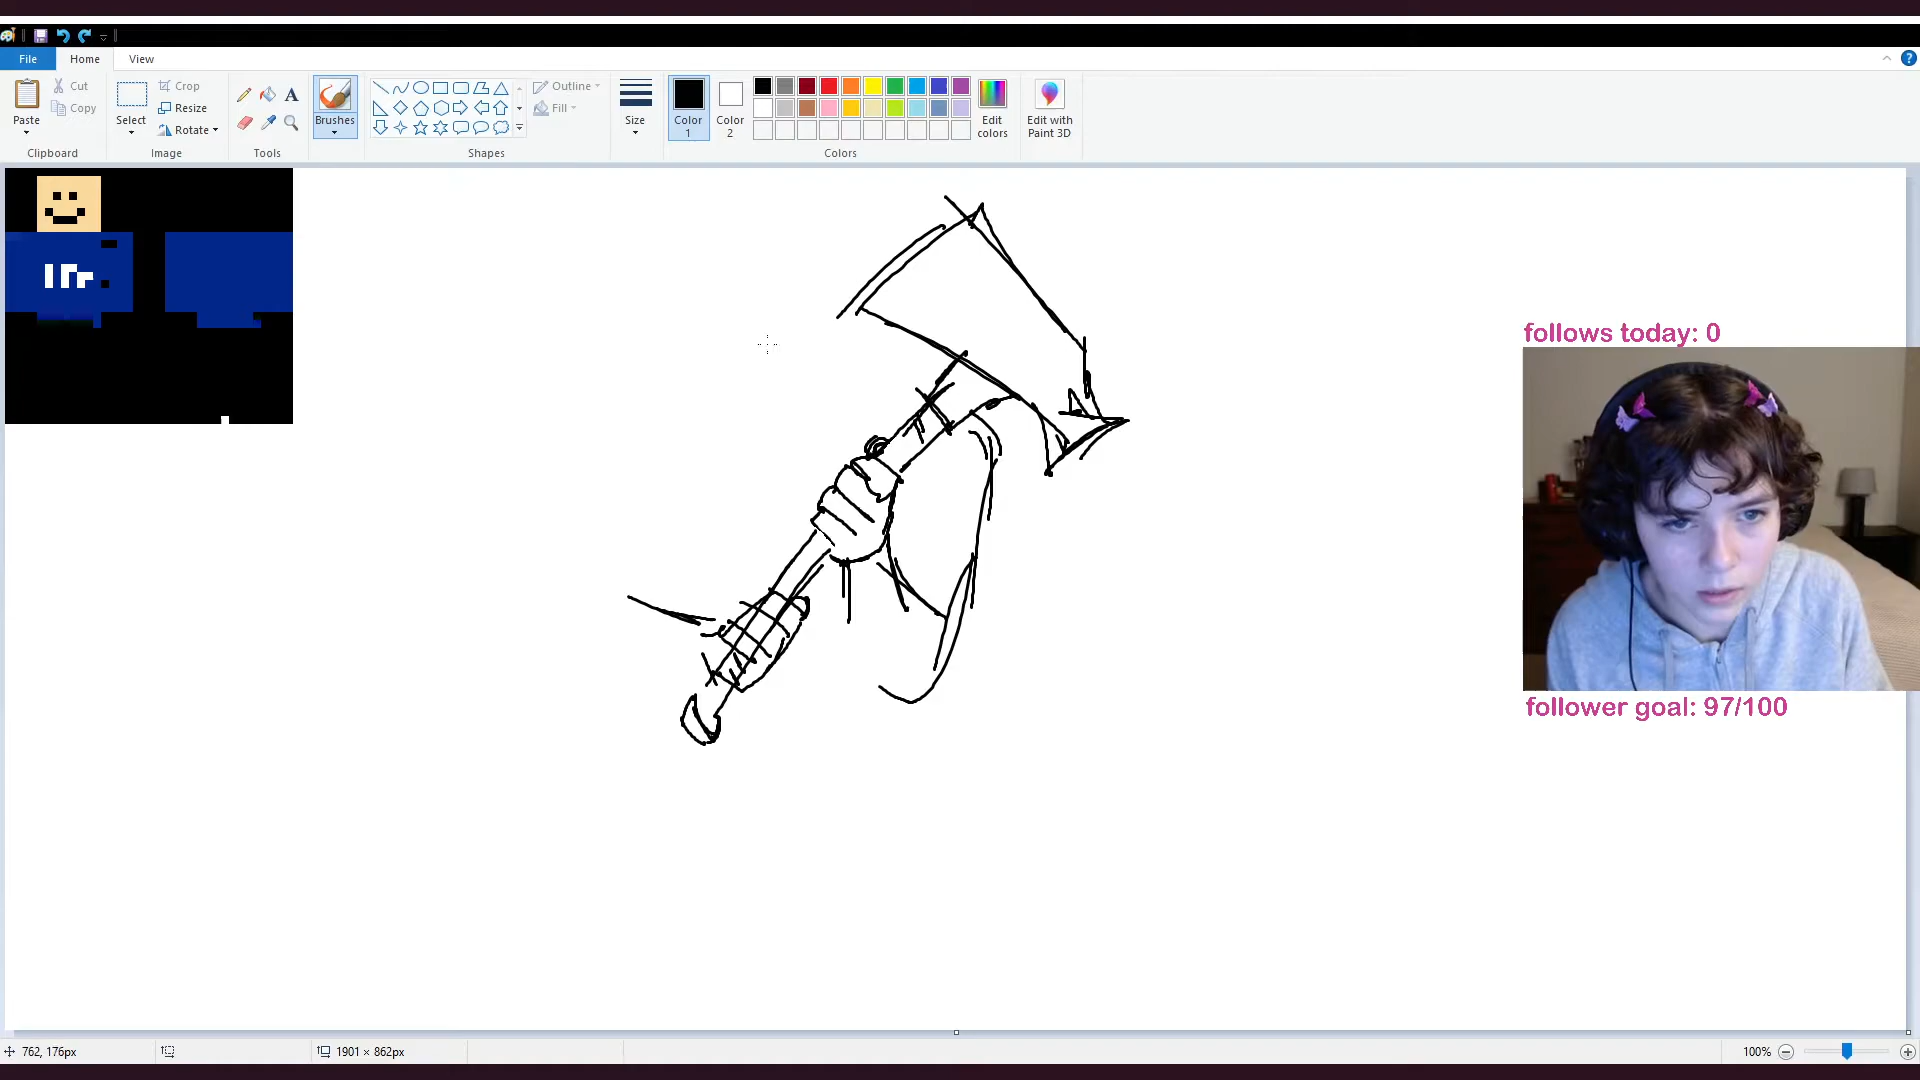 File Home View
Paste
Cut
Copy
Clipboard
Select
Crop
Resize
Rotate
Image
A
Tools
Brushes
Outline
Fill
Shapes
Size
Color 1
Color 2
Edit colors
Edit with Paint 3D
Colors
follows today: 0
follower goal: 97/100
762, 176px
1901 × 862px
100%